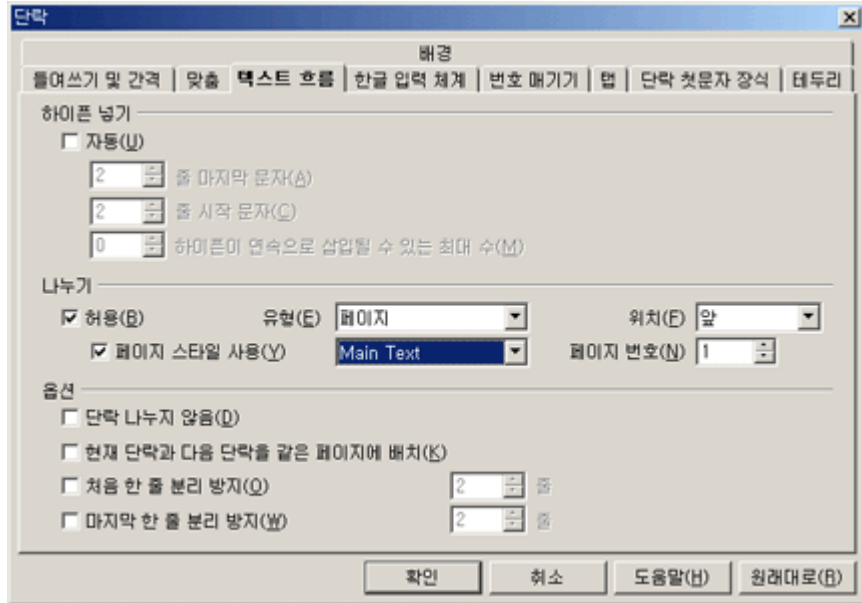 단락
배경
들여쓰기 및 간격 맞춤 텍스트 흐름 한글 입력 체계 번호 매기기 탭 단락 첫문자 장식 테두리
하이픈 넣기
자동(U)
2 줄 마지막 문자(A)
2 줄 시작 문자(C)
0 하이픈이 연속으로 삽입될 수 있는 최대 수(M)
나누기
허용(B) 유형(E) 페이지 위치(F) 앞
페이지 스타일 사용(Y) Main Text 페이지 번호(N) 1
옵션
단락 나누지 않음(D)
현재 단락과 다음 단락을 같은 페이지에 배치(K)
처음 한 줄 분리 방지(O) 2 줄
마지막 한 줄 분리 방지(W) 2 줄
확인 취소 도움말(H) 원래대로(R)